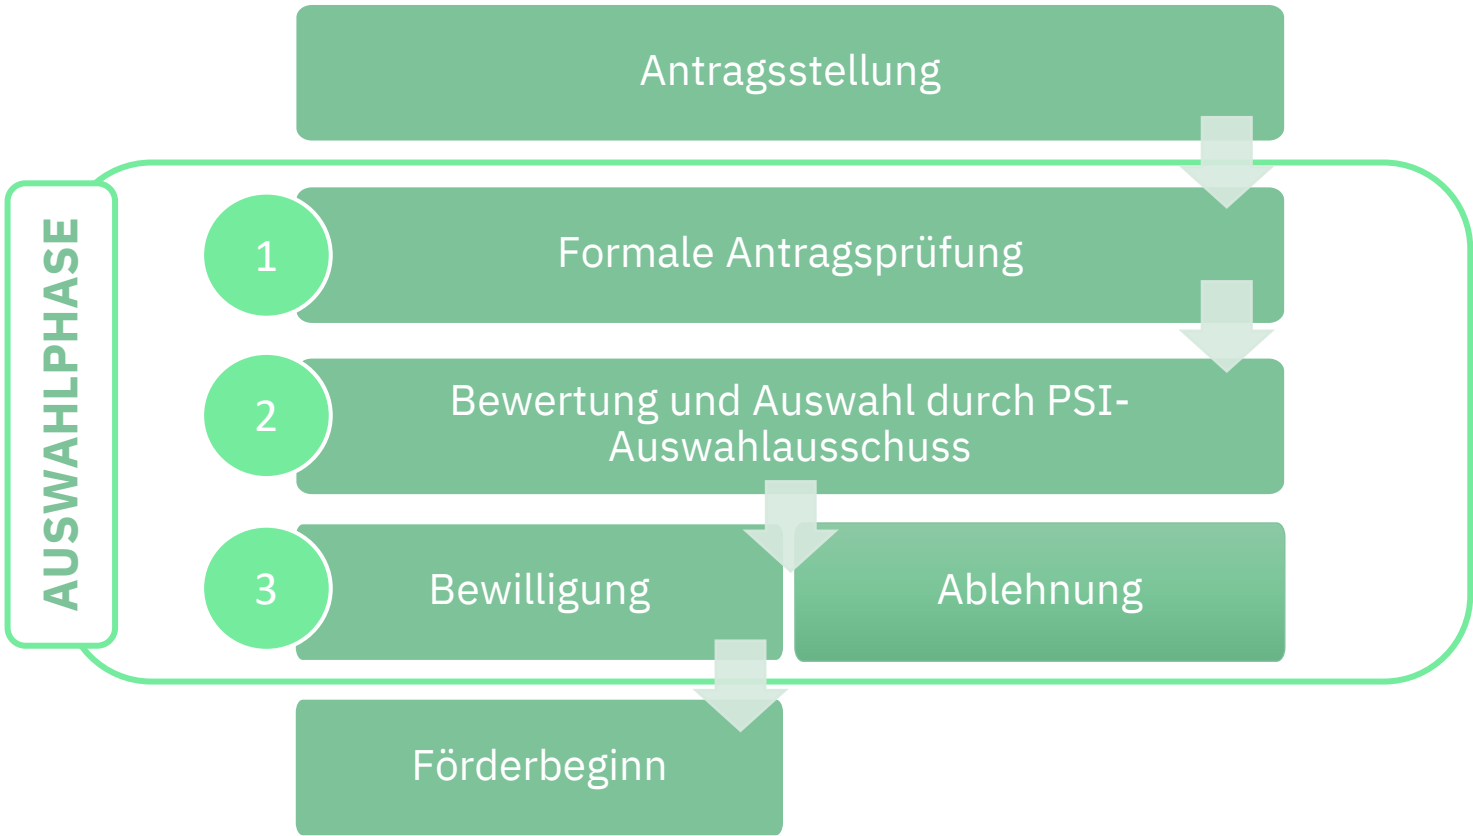 Antragsstellung
AUSWAHLPHASE
1
Formale Antragsprüfung
2
Bewertung und Auswahl durch PSI-
Auswahlausschuss
3
Bewilligung
Ablehnung
Förderbeginn